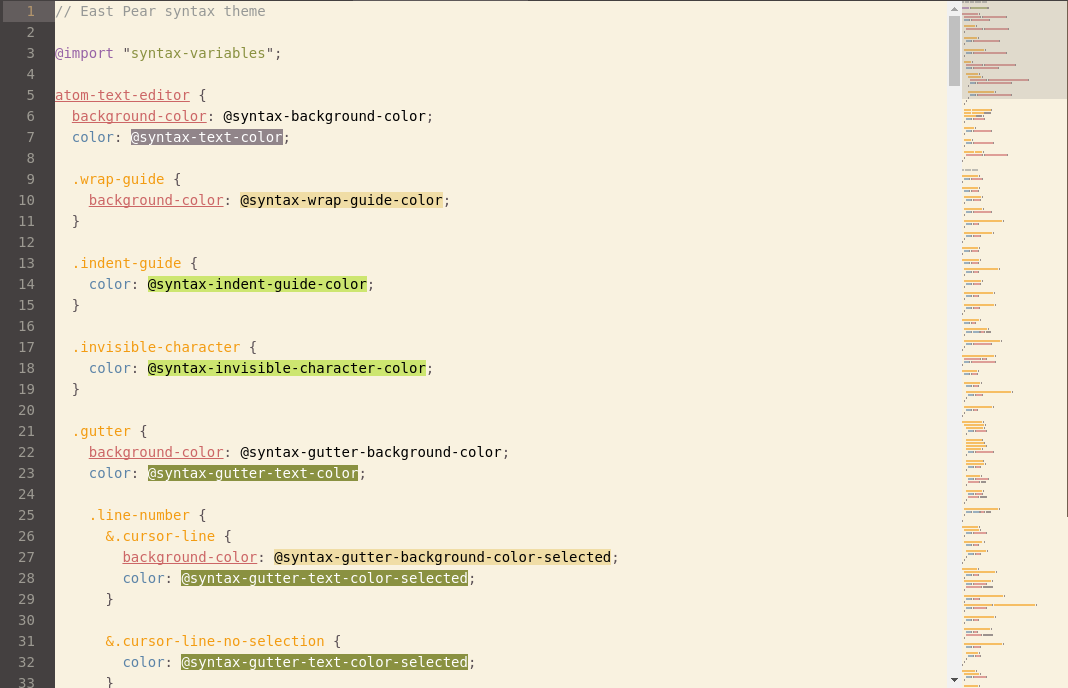 1 // East Pear syntax theme
2
3 @import "syntax-variables";
4
5 atom-text-editor {
6   background-color: @syntax-background-color;
7   color: @syntax-text-color;
8
9   .wrap-guide {
10     background-color: @syntax-wrap-guide-color;
11   }
12
13   .indent-guide {
14     color: @syntax-indent-guide-color;
15   }
16
17   .invisible-character {
18     color: @syntax-invisible-character-color;
19   }
20
21   .gutter {
22     background-color: @syntax-gutter-background-color;
23     color: @syntax-gutter-text-color;
24
25     .line-number {
26       &.cursor-line {
27         background-color: @syntax-gutter-background-color-selected;
28         color: @syntax-gutter-text-color-selected;
29       }
30
31       &.cursor-line-no-selection {
32         color: @syntax-gutter-text-color-selected;
33       }